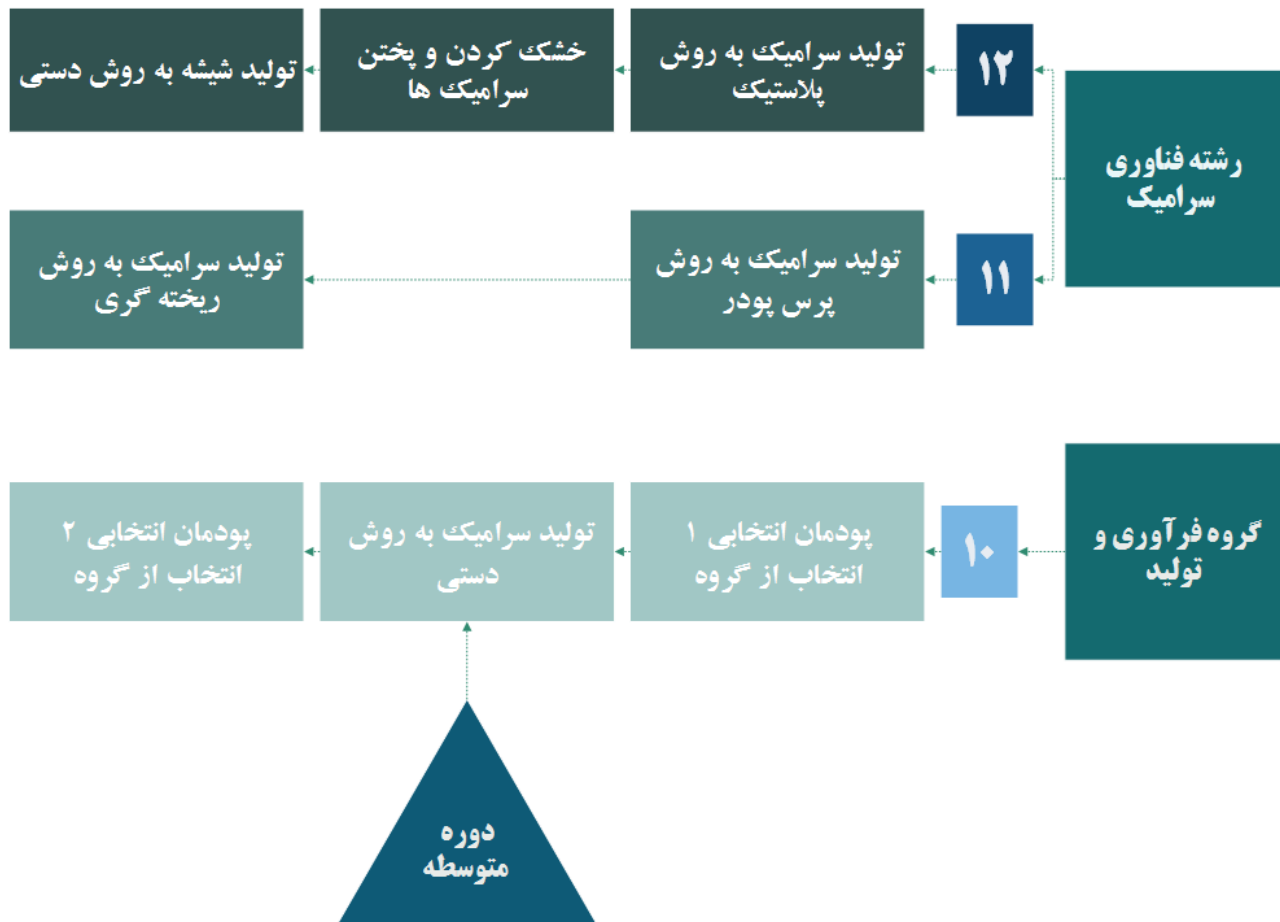 رشته فناوری
سرامیک
۱۲
تولید سرامیک به روش
پلاستیک
خشک کردن و پختن
سرامیک ها
تولید شیشه به روش دستی
۱۱
تولید سرامیک به روش
پرس پودر
تولید سرامیک به روش
ریخته گری
گروه فرآوری و
تولید
۱۰
پودمان انتخابی ۱
انتخاب از گروه
تولید سرامیک به روش
دستی
پودمان انتخابی ۲
انتخاب از گروه
دوره
متوسطه